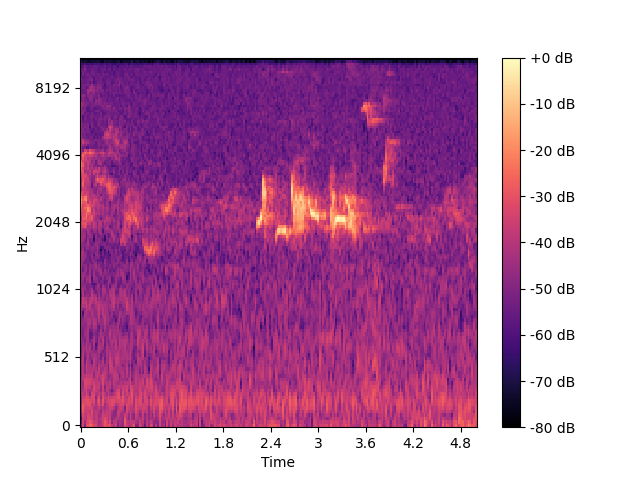 8192
4096
2048
1024
512
0
Hz
0 0.6 1.2 1.8 2.4 3 3.6 4.2 4.8
Time
+0 dB
-10 dB
-20 dB
-30 dB
-40 dB
-50 dB
-60 dB
-70 dB
-80 dB